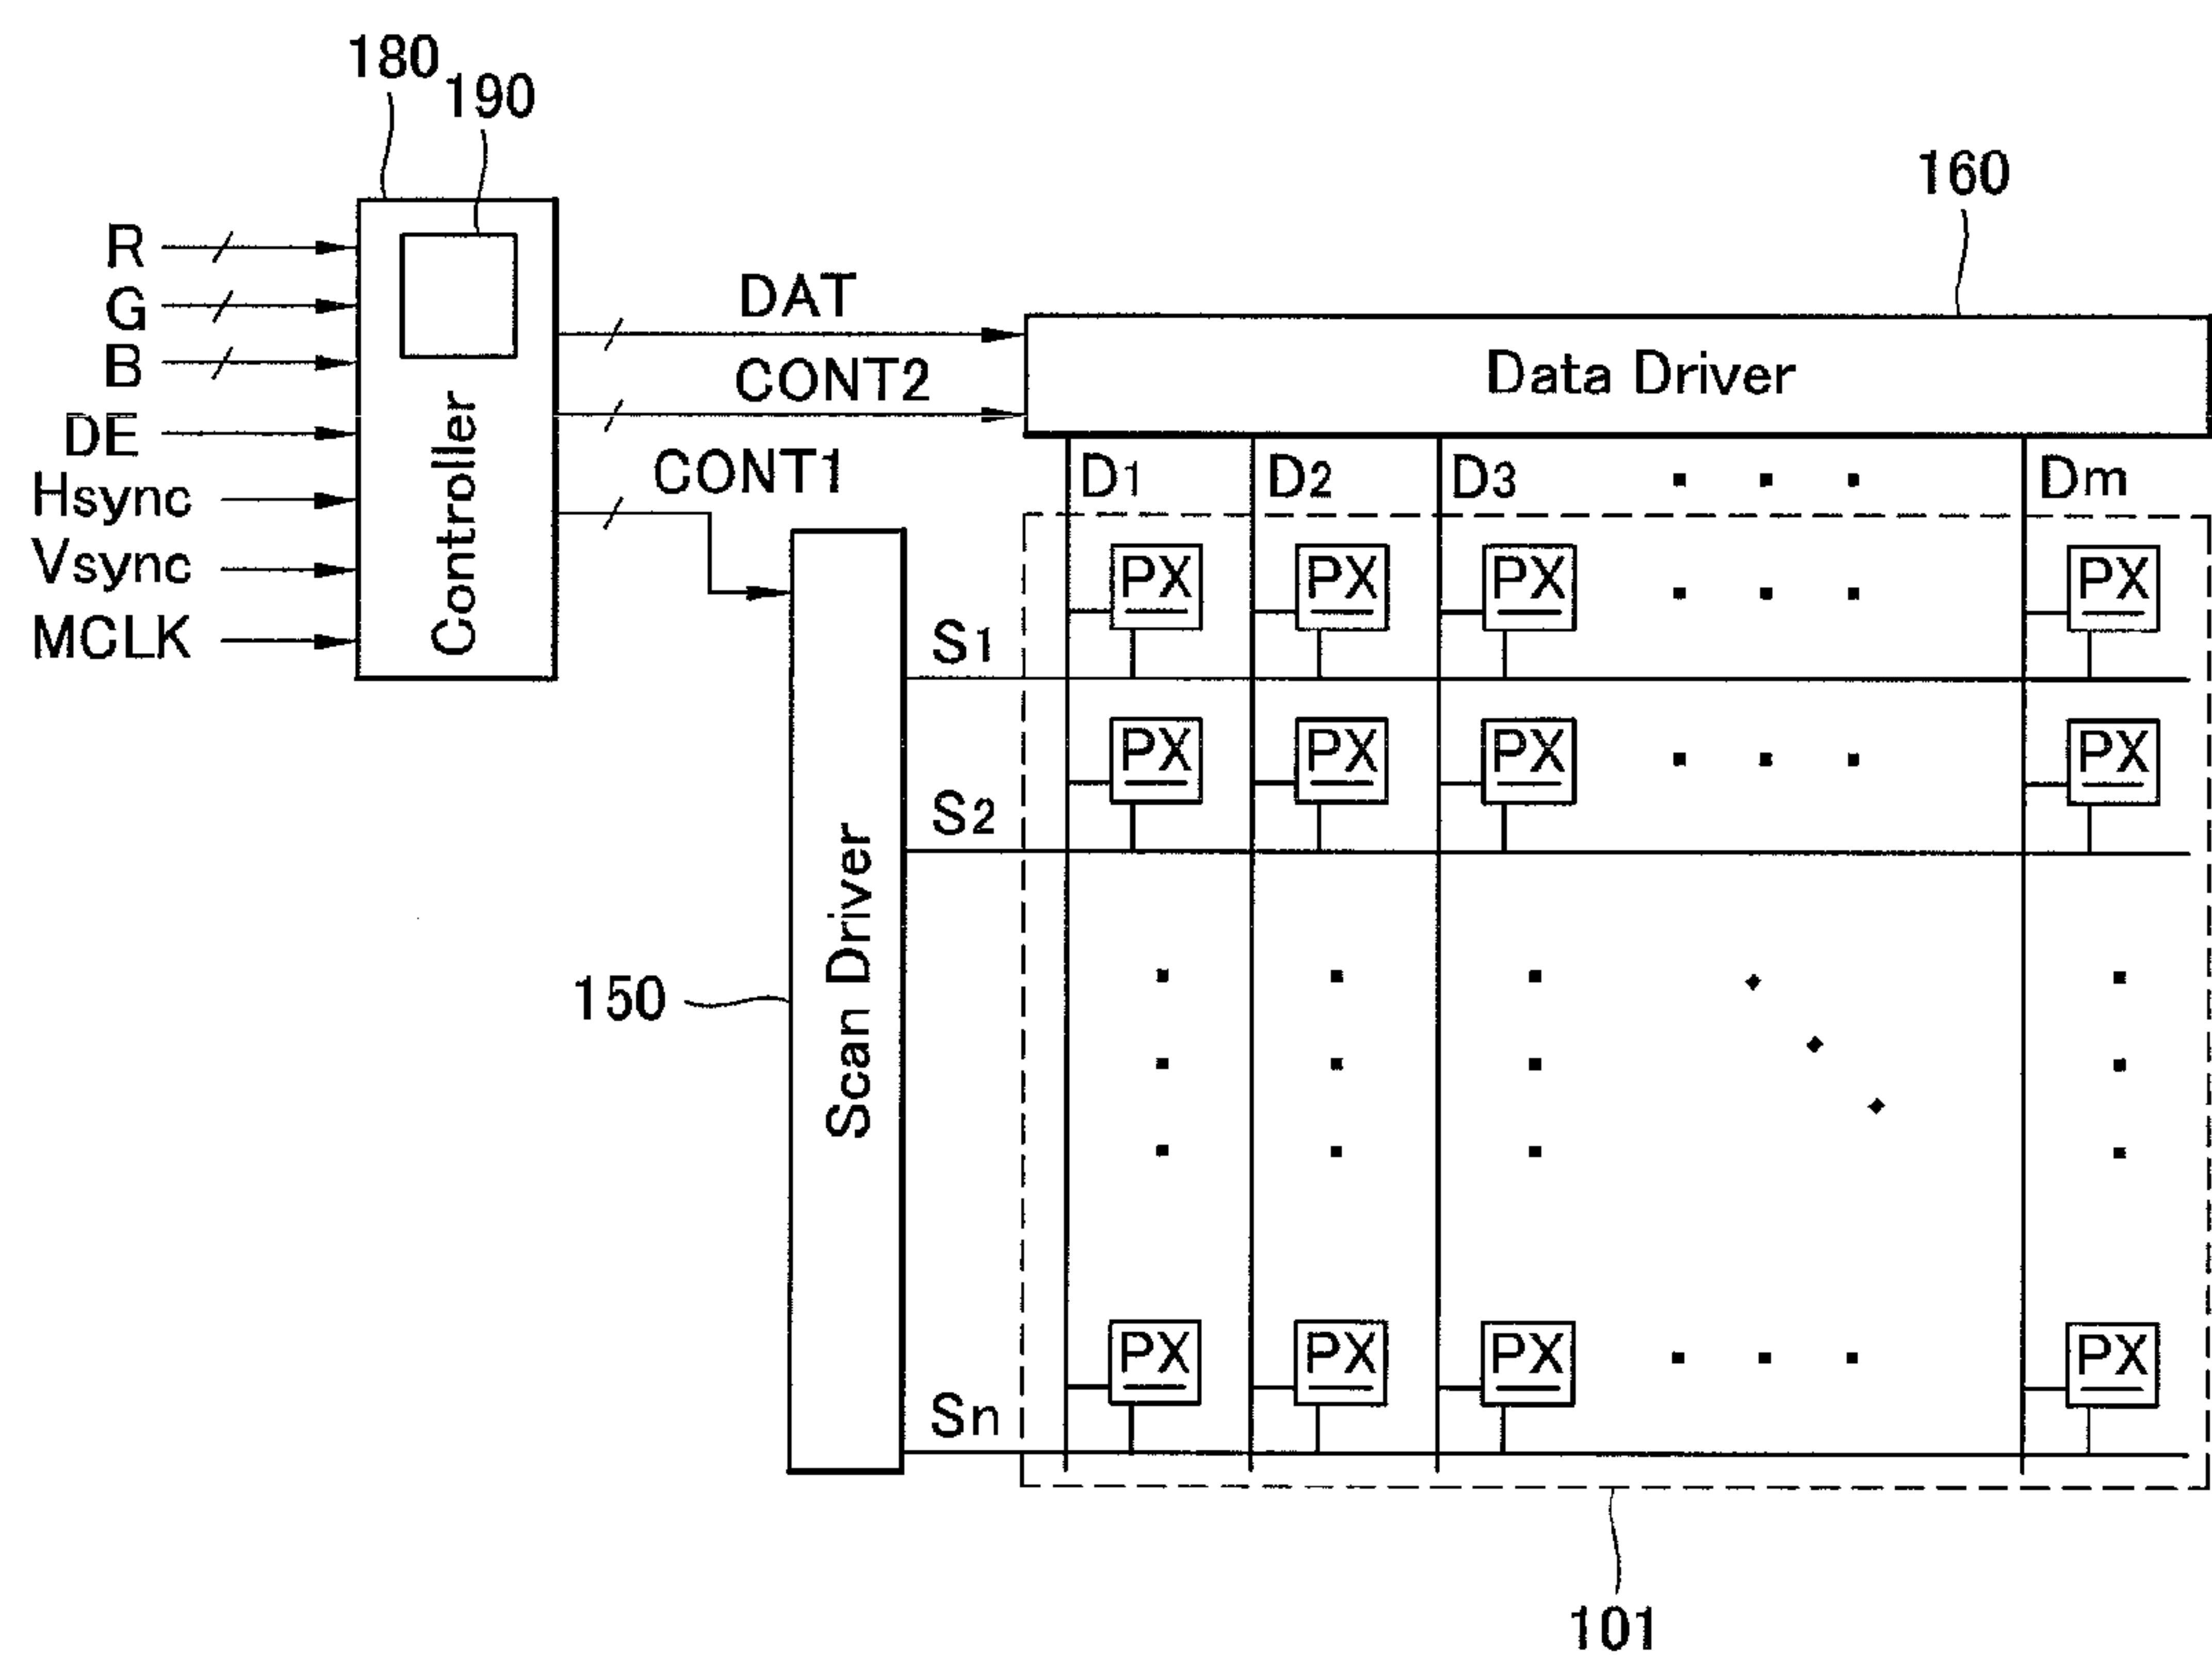 180
190
160
R
G
B
DE
Hsync
Vsync
MCLK
Controller
DAT
CONT2
CONT1
Data Driver
D1 D2 D3 . . . Dm
PX PX PX . . . PX
S1
PX PX PX . . . PX
S2
Scan Driver
150
PX PX PX . . . PX
Sn
101